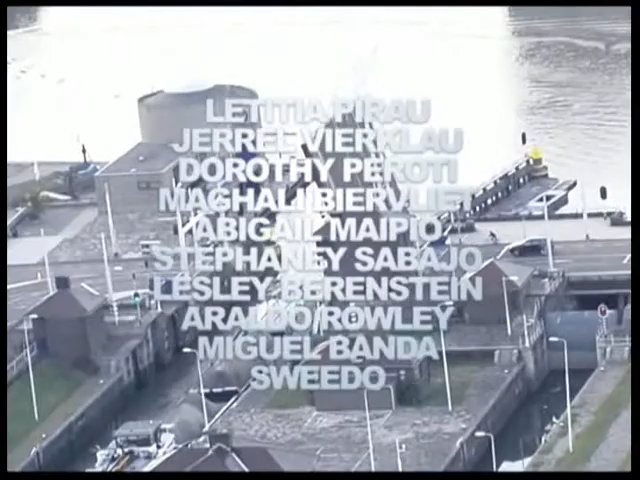 LETITIA PIRAU
JERREL VIERKLAU
DOROTHY PEROTI
MAGHALI BIERVLIET
ABIGAIL MAIPIO
STEPHANEY SABAJO
LESLEY BERENSTEIN
ARALDO ROWLEY
MIGUEL BANDA
SWEEDO